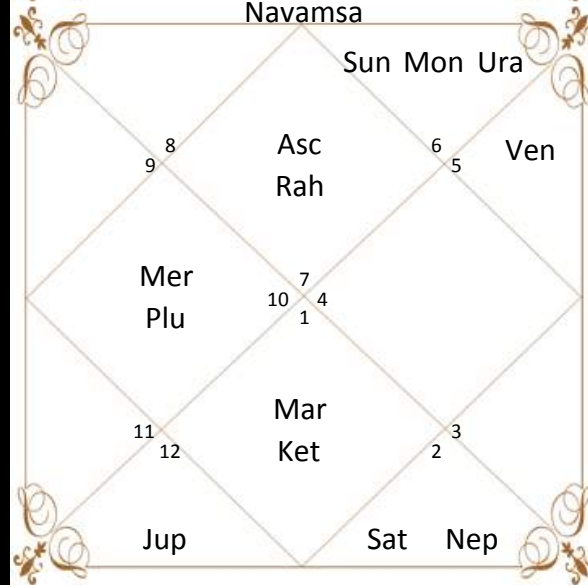 Navamsa
Sun Mon Ura
8
9
Asc
Rah
6
5
Ven
Mer
Plu
7
10 4
1
Mar
Ket
11
12
3
2
Jup
Sat Nep